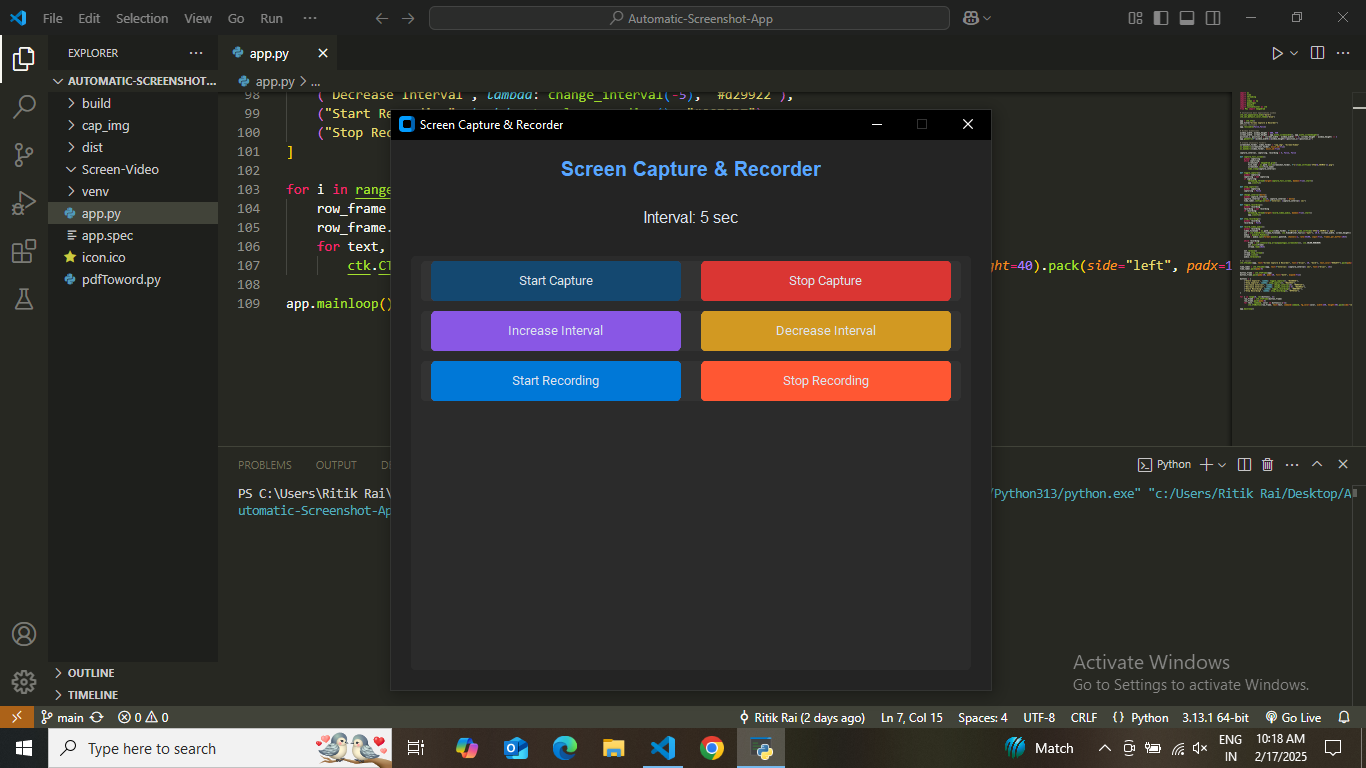 File Edit Selection View Go Run ··· Automatic-Screenshot-App
EXPLORER ···
AUTOMATIC-SCREENSHOT...
build
cap_img
dist
Screen-Video
venv
app.py
app.spec
icon.ico
pdfToword.py
OUTLINE
TIMELINE
app.py
app.py > ...
98 ("Decrease Interval", lambda: change_interval(-5), "#d29922"),
99 ("Start Re
100 ("Stop Rec
101 ]
102
103 for i in range
104 row_frame
105 row_frame.
106 for text,
107 ctk.CT ght=40).pack(side="left", padx=1
108
109 app.mainloop()
Screen Capture & Recorder
Screen Capture & Recorder
Interval: 5 sec
Start Capture Stop Capture
Increase Interval Decrease Interval
Start Recording Stop Recording
PROBLEMS OUTPUT DE Python
PS C:\Users\Ritik Rai\ /Python313/python.exe" "c:/Users/Ritik Rai/Desktop/A
utomatic-Screenshot-Ap
Activate Windows
Go to Settings to activate Windows.
main 0 0 Ritik Rai (2 days ago) Ln 7, Col 15 Spaces: 4 UTF-8 CRLF {} Python 3.13.1 64-bit Go Live
Type here to search Match ENG IN 10:18 AM 2/17/2025